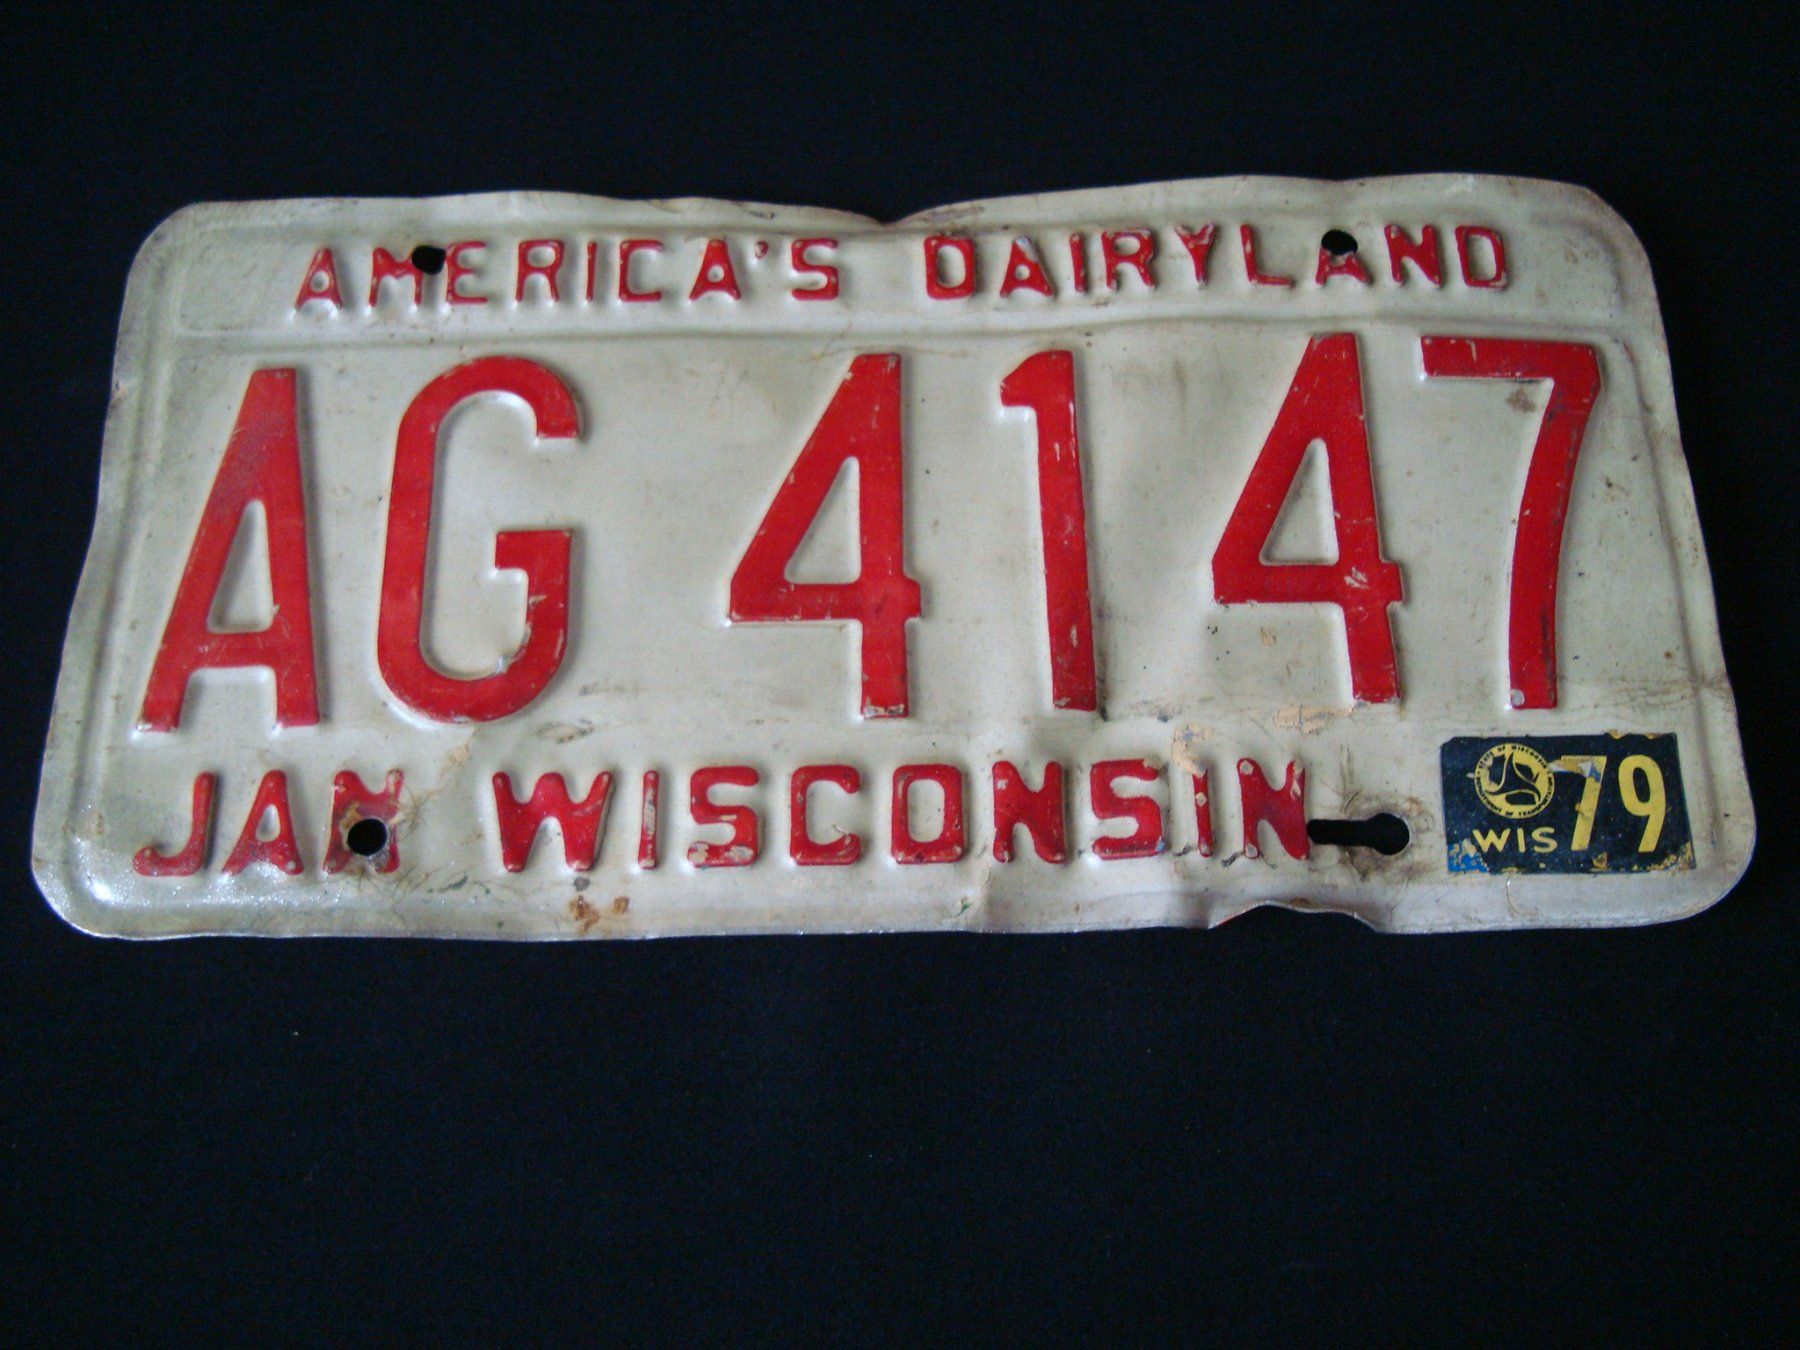 AMERICA'S DAIRYLAND
AG 4147
JAN WISCONSIN
WIS 79